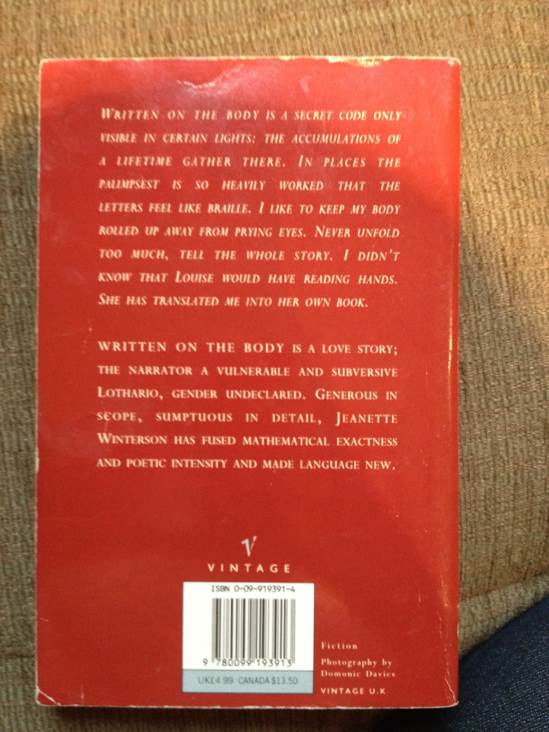 WRITTEN ON THE BODY IS A SECRET CODE ONLY
VISIBLE IN CERTAIN LIGHTS: THE ACCUMULATIONS OF
A LIFETIME GATHER THERE. IN PLACES THE
PALIMPSEST IS SO HEAVILY WORKED THAT THE
LETTERS FEEL LIKE BRAILLE. I LIKE TO KEEP MY BODY
ROLLED UP AWAY FROM PRYING EYES. NEVER UNFOLD
TOO MUCH, TELL THE WHOLE STORY. I DIDN'T
KNOW THAT LOUISE WOULD HAVE READING HANDS.
SHE HAS TRANSLATED ME INTO HER OWN BOOK.
WRITTEN ON THE BODY IS A LOVE STORY;
THE NARRATOR A VULNERABLE AND SUBVERSIVE
LOTHARIO, GENDER UNDECLARED. GENEROUS IN
SCOPE, SUMPTUOUS IN DETAIL, JEANETTE
WINTERSON HAS FUSED MATHEMATICAL EXACTNESS
AND POETIC INTENSITY AND MADE LANGUAGE NEW.
V
VINTAGE
ISBN 0-09-919391-4
9 780099 193913
UK£4.99 CANADA $13.50
Fiction
Photography by
Domonic Davies
VINTAGE U.K